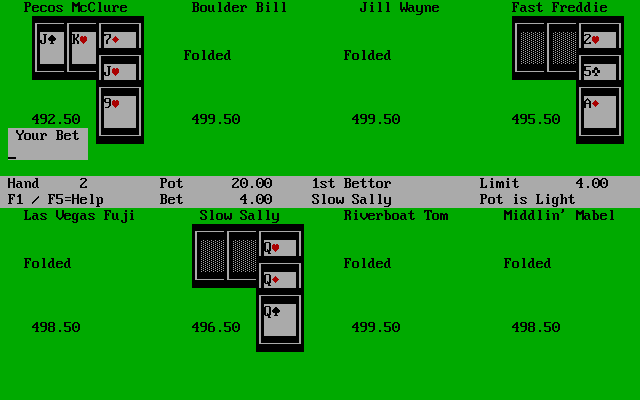 Pecos McClure Boulder Bill Jill Wayne Fast Freddie
J♠ K♥ 7♦ 2♥
Folded Folded
J♥ 5♣
9♥ A♦
492.50 499.50 499.50 495.50
Your Bet
Hand 2 Pot 20.00 1st Bettor Limit 4.00
F1 / F5=Help Bet 4.00 Slow Sally Pot is Light
Las Vegas Fuji Slow Sally Riverboat Tom Middlin' Mabel
Q♥
Folded Folded Folded
Q♦
Q♠
498.50 496.50 499.50 498.50